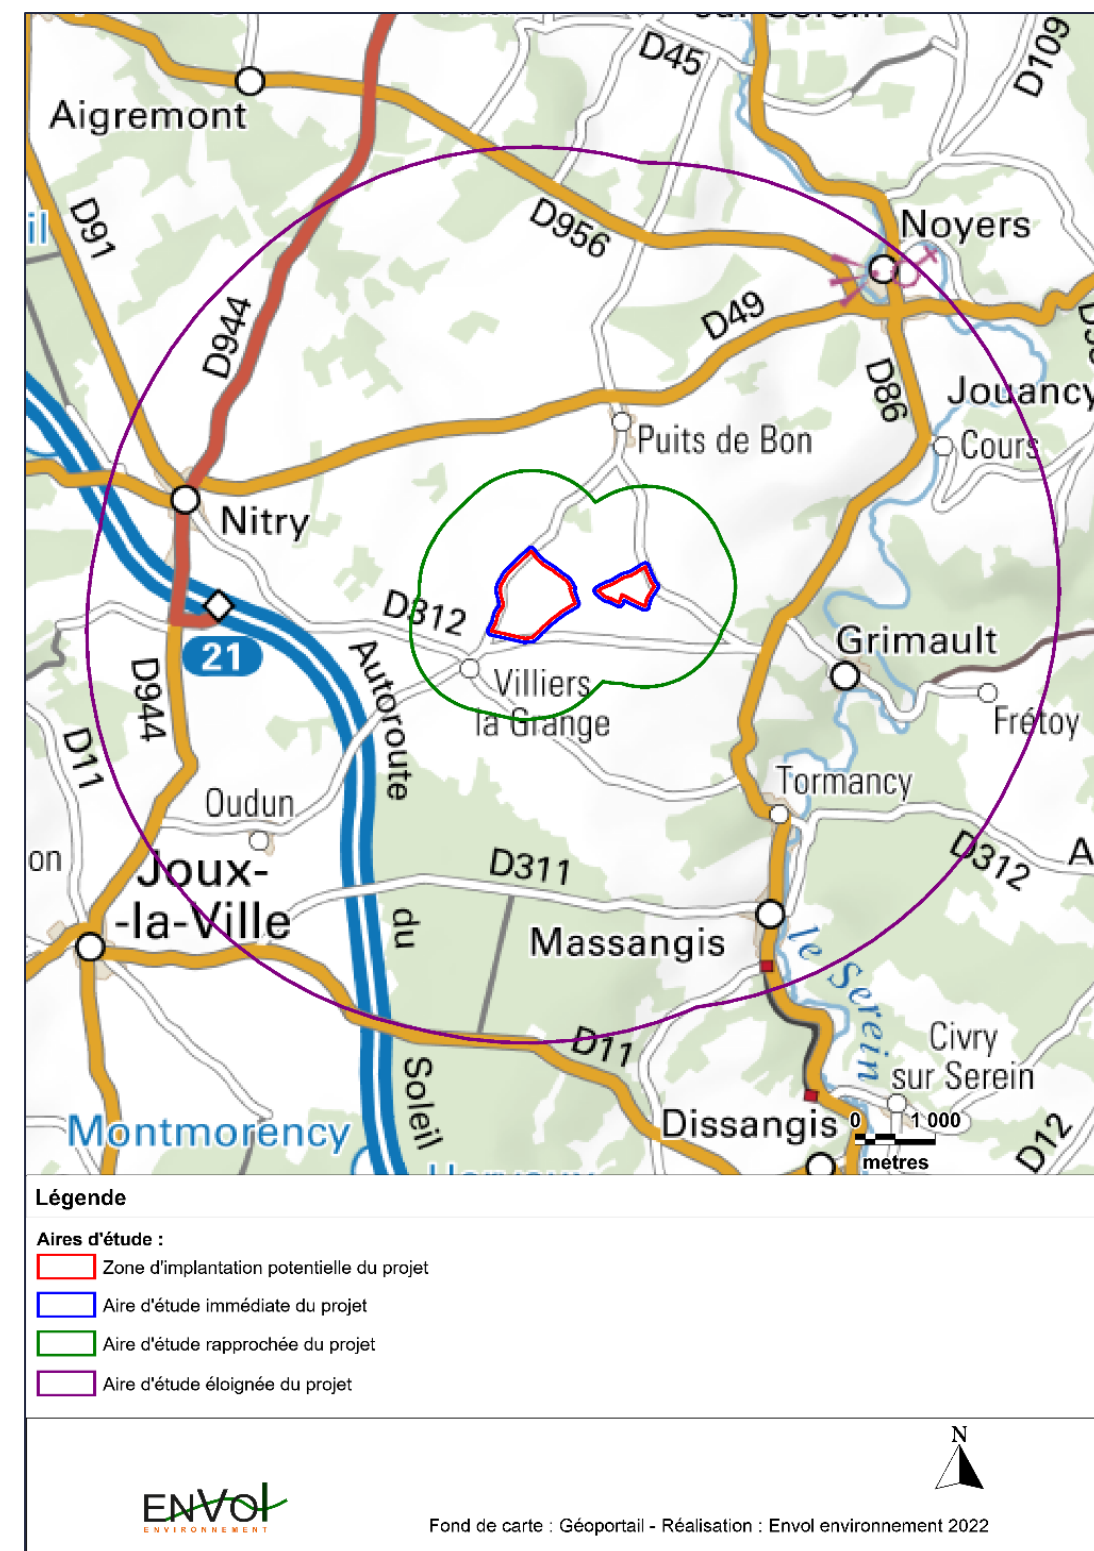 D45
D109
Aigremont
D91
D956
Noyers
il
D944
D49
D86
Jouancy
Puits de Bon
Cours
Nitry
D312
Autoroute
Grimault
21
D944
Villiers
la Grange
Frétoy
D11
Oudun
Tormancy
D312
A
on
Joux-
-la-Ville
D311
du
Massangis
le Serein
D11
Soleil
Civry
sur Serein
Montmorency
Dissangis
0 1 000
metres
D12
Légende
Aires d'étude :
Zone d'implantation potentielle du projet
Aire d'étude immédiate du projet
Aire d'étude rapprochée du projet
Aire d'étude éloignée du projet
N
ENVOL
ENVIRONNEMENT
Fond de carte : Géoportail - Réalisation : Envol environnement 2022